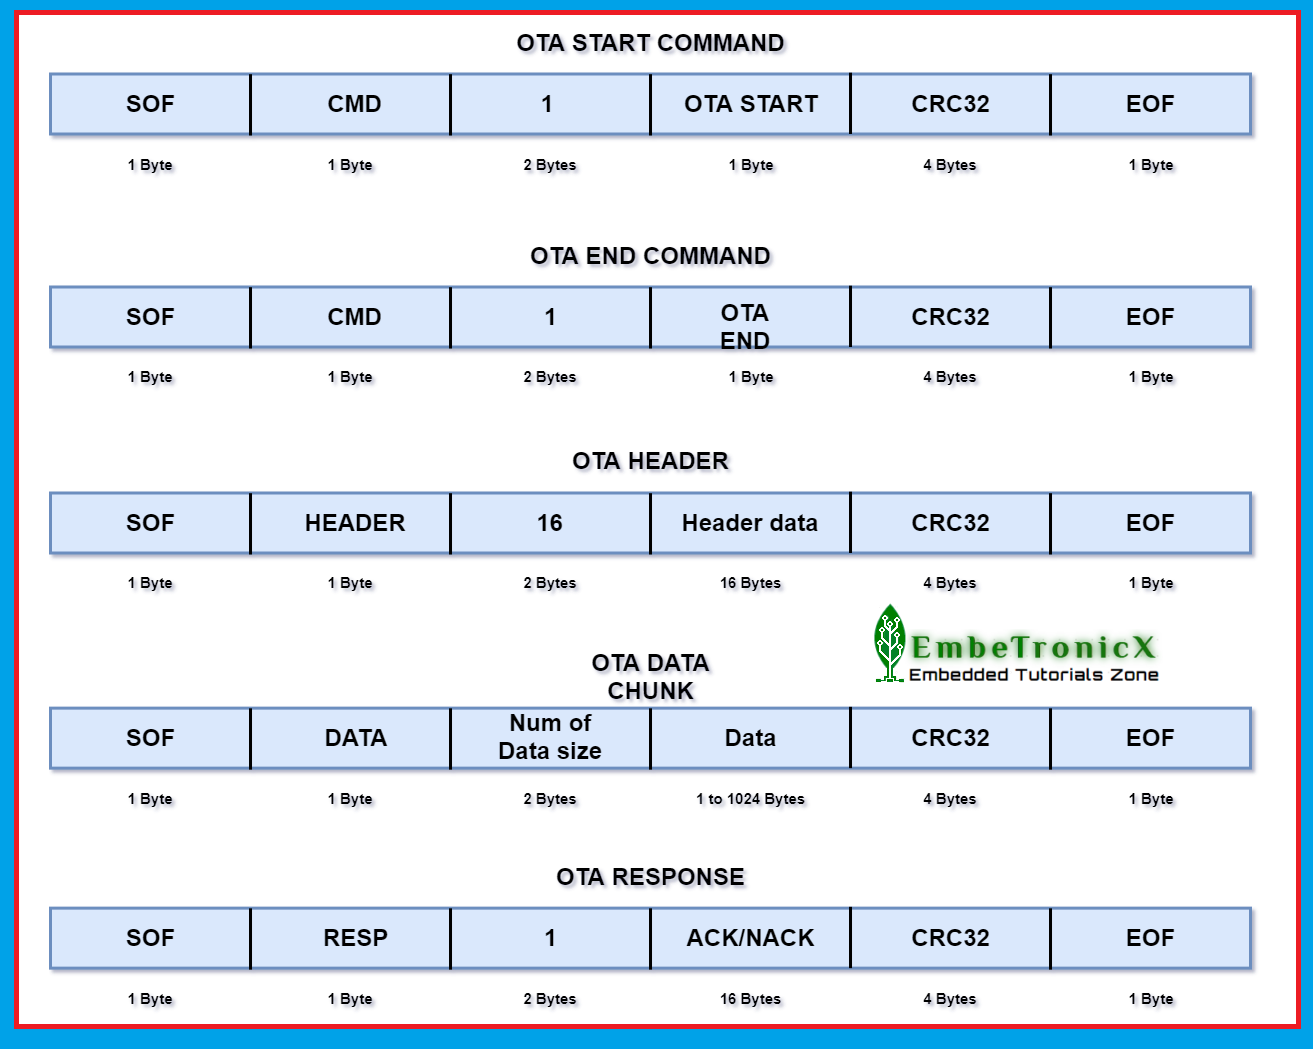 OTA START COMMAND
SOF CMD 1 OTA START CRC32 EOF
1 Byte 1 Byte 2 Bytes 1 Byte 4 Bytes 1 Byte
OTA END COMMAND
SOF CMD 1 OTA END CRC32 EOF
1 Byte 1 Byte 2 Bytes 1 Byte 4 Bytes 1 Byte
OTA HEADER
SOF HEADER 16 Header data CRC32 EOF
1 Byte 1 Byte 2 Bytes 16 Bytes 4 Bytes 1 Byte
EmbeTronicX
Embedded Tutorials Zone
OTA DATA
CHUNK
SOF DATA Num of Data size Data CRC32 EOF
1 Byte 1 Byte 2 Bytes 1 to 1024 Bytes 4 Bytes 1 Byte
OTA RESPONSE
SOF RESP 1 ACK/NACK CRC32 EOF
1 Byte 1 Byte 2 Bytes 16 Bytes 4 Bytes 1 Byte